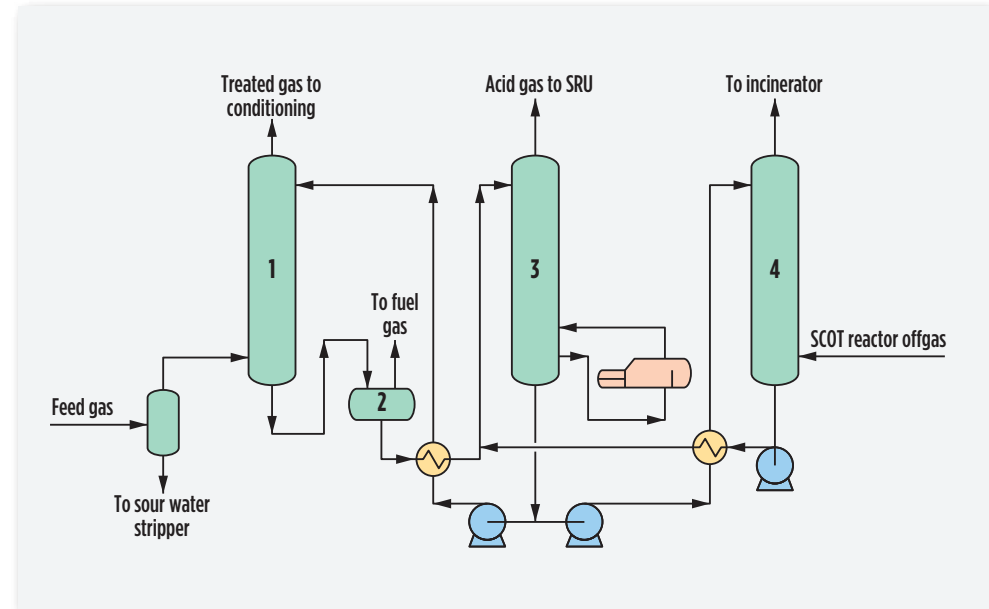 Treated gas to
conditioning
Acid gas to SRU
To incinerator
1
3
4
To fuel
gas
SCOT reactor offgas
2
Feed gas
To sour water
stripper